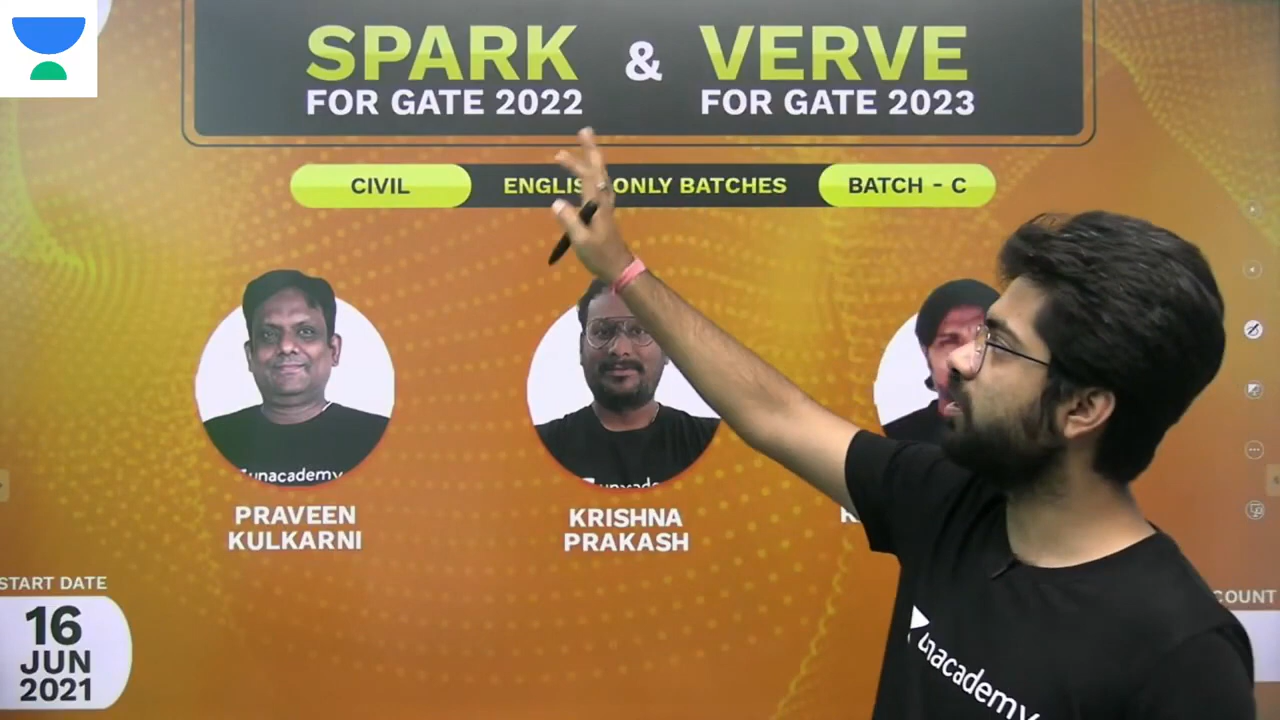 SPARK & VERVE
FOR GATE 2022 FOR GATE 2023
CIVIL ENGLIS ONLY BATCHES BATCH - C
unacademy
PRAVEEN
KULKARNI
KRISHNA
PRAKASH
K
START DATE
16
JUN
2021
COUNT
unacademy